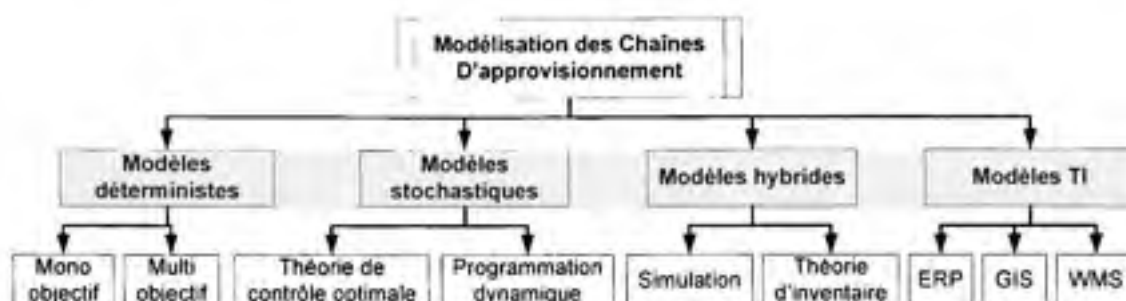 Modélisation des Chaînes
D'approvisionnement
Modèles
déterministes
Modèles
stochastiques
Modèles hybrides
Modèles TI
Mono
objectif
Multi
objectif
Théorie de
contrôle optimale
Programmation
dynamique
Simulation
Théorie
d'inventaire
ERP
GIS
WMS